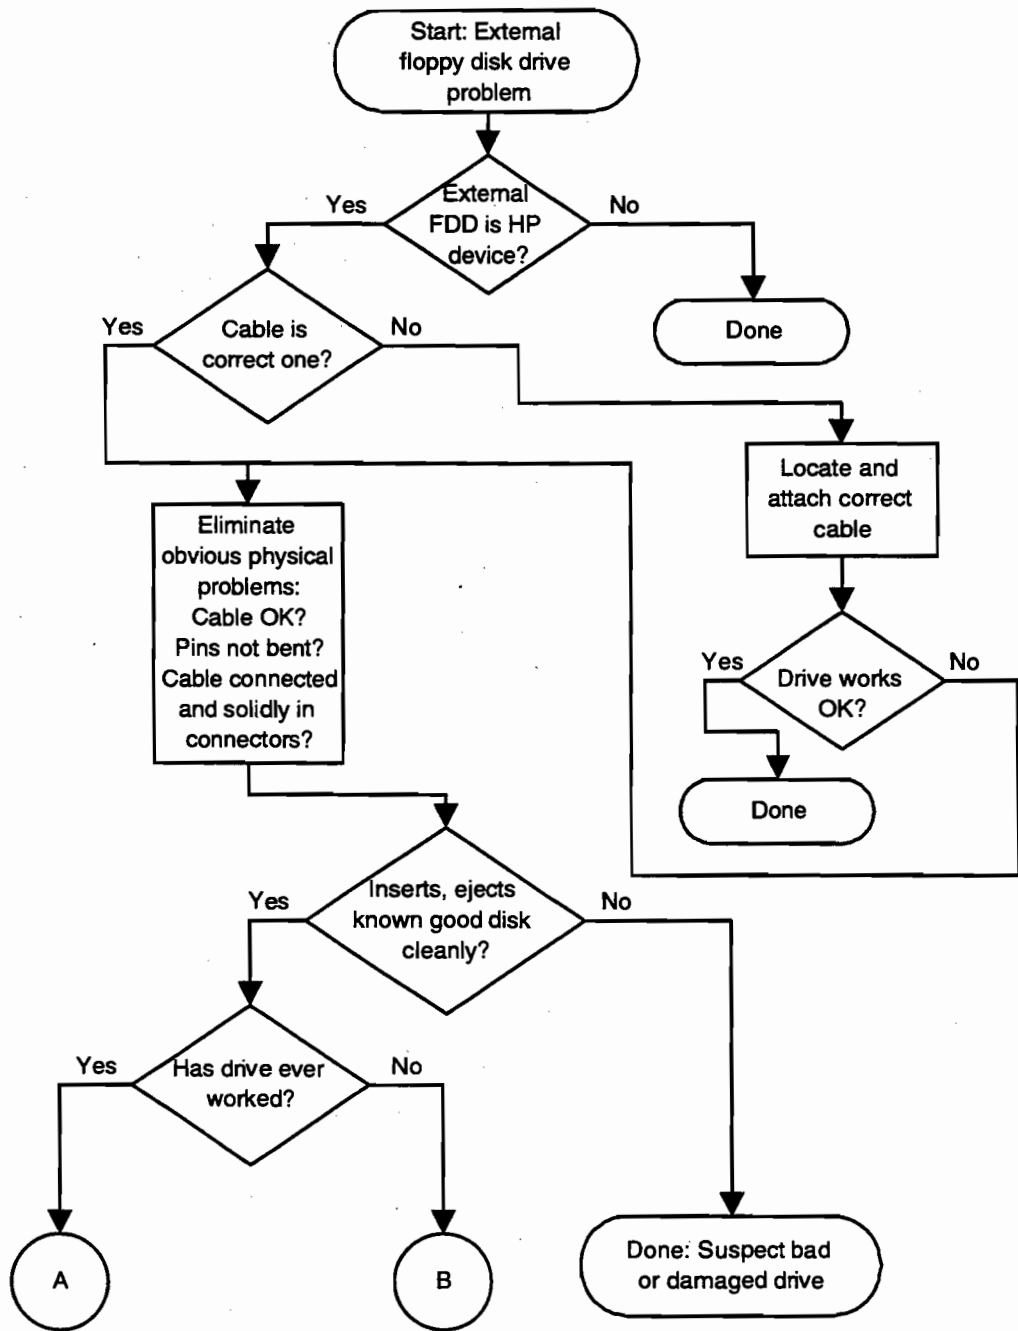 Start: External
floppy disk drive
problem
External
FDD is HP
device?
Yes
No
Done
Cable is
correct one?
Yes
No
Locate and
attach correct
cable
Eliminate
obvious physical
problems:
Cable OK?
Pins not bent?
Cable connected
and solidly in
connectors?
Drive works
OK?
Yes
No
Done
Inserts, ejects
known good disk
cleanly?
Yes
No
Has drive ever
worked?
Yes
No
A
B
Done: Suspect bad
or damaged drive